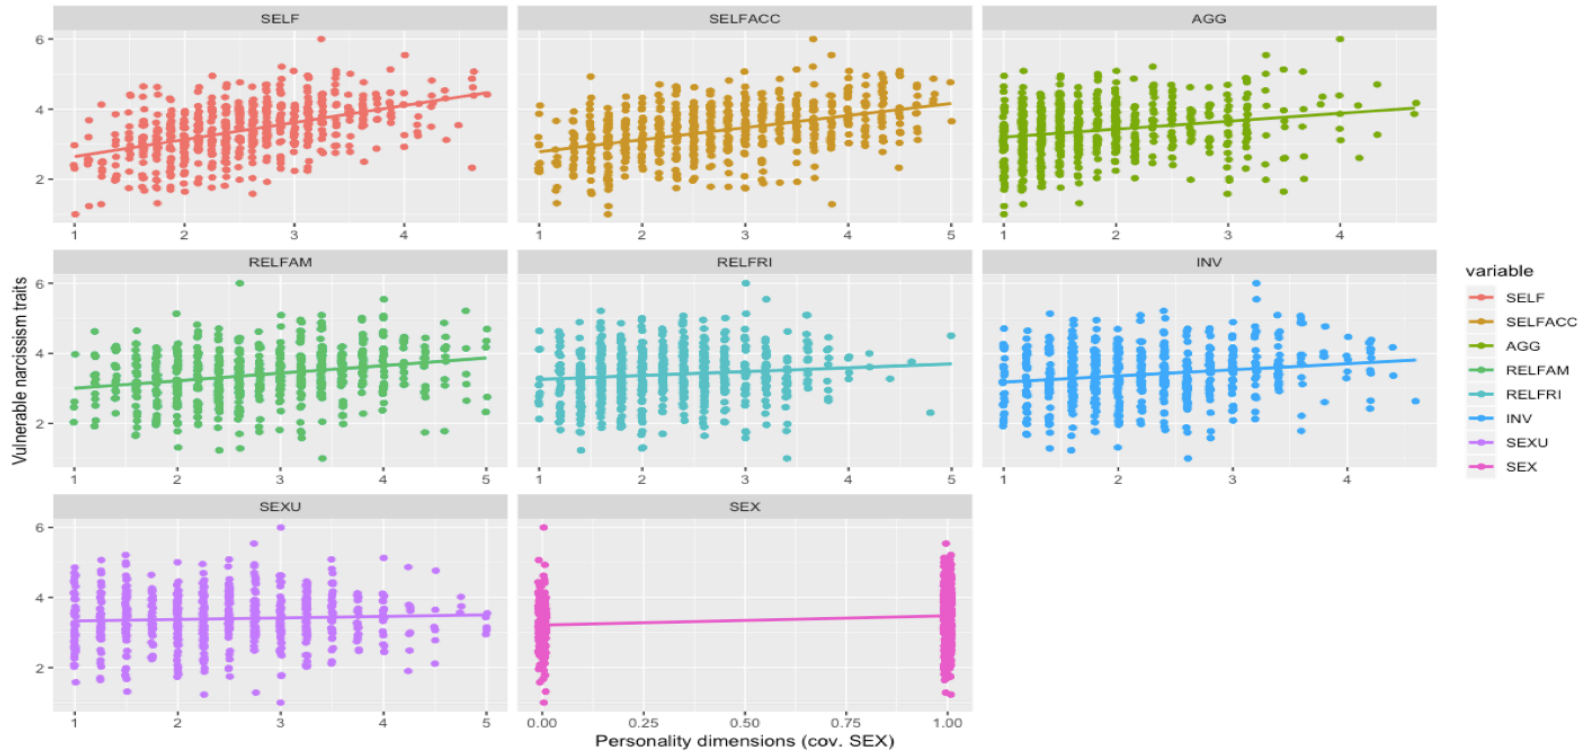 SELF SELFACC AGG
6
4
2
1 2 3 4 1 2 3 4 5 1 2 3 4
RELFAM RELFRI INV
6
4
2
1 2 3 4 5 1 2 3 4 5 1 2 3 4
SEXU SEX
6
4
2
1 2 3 4 5 0.00 0.25 0.50 0.75 1.00
Vulnerable narcissism traits
Personality dimensions (cov. SEX)
variable
SELF
SELFACC
AGG
RELFAM
RELFRI
INV
SEXU
SEX